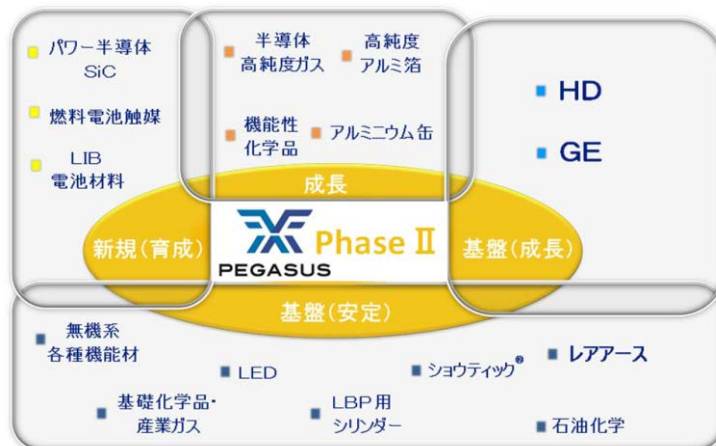 パワー半導体
SiC
燃料電池触媒
LIB
電池材料
半導体
高純度ガス
高純度
アルミ箔
機能性
化学品
アルミニウム缶
HD
GE
成長
新規(育成)
PEGASUS
Phase Ⅱ
基盤(成長)
基盤(安定)
無機系
各種機能材
LED
ショウティック®
レアアース
基礎化学品・
産業ガス
LBP用
シリンダー
石油化学